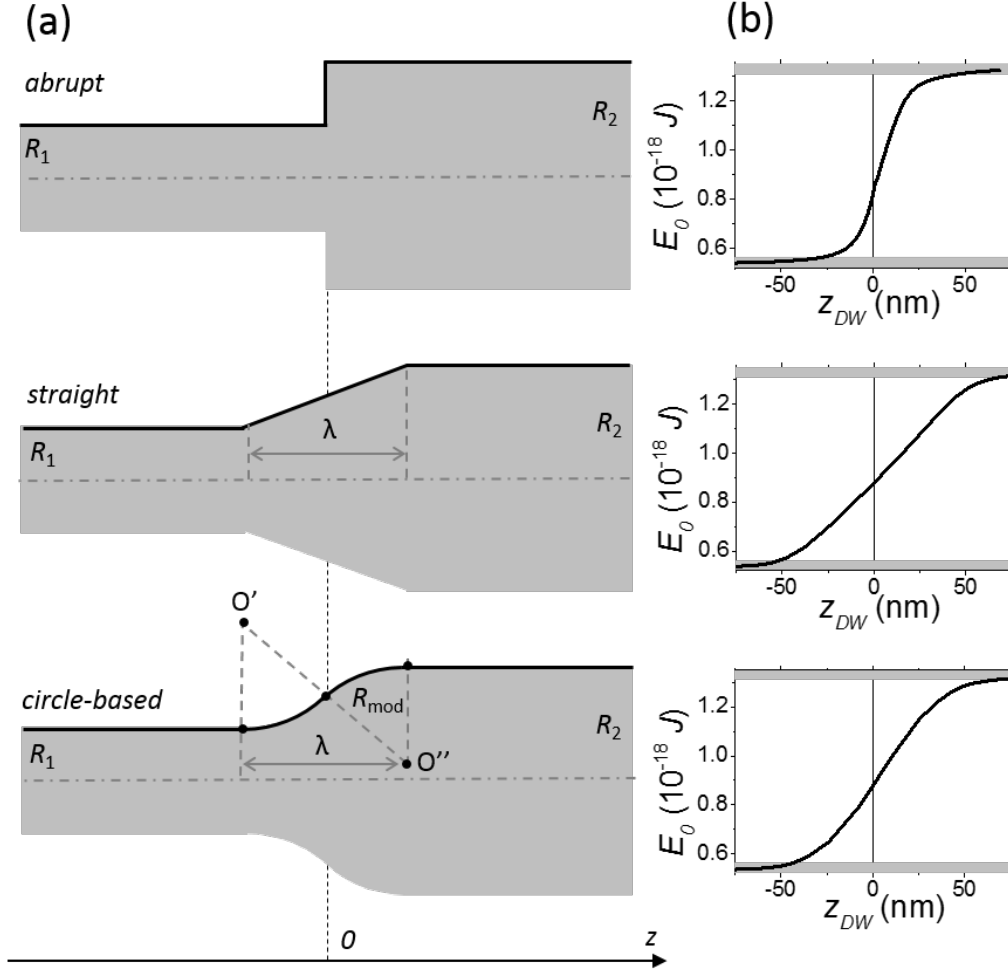 (a)
abrupt
R1
R2
straight
R1
λ
R2
O'
circle-based
Rmod
R1
λ
O''
R2
0
z
(b)
E0 (10-18 J)
1.2
1.0
0.8
0.6
-50
0
50
zDW (nm)
E0 (10-18 J)
1.2
1.0
0.8
0.6
-50
0
50
zDW (nm)
E0 (10-18 J)
1.2
1.0
0.8
0.6
-50
0
50
zDW (nm)